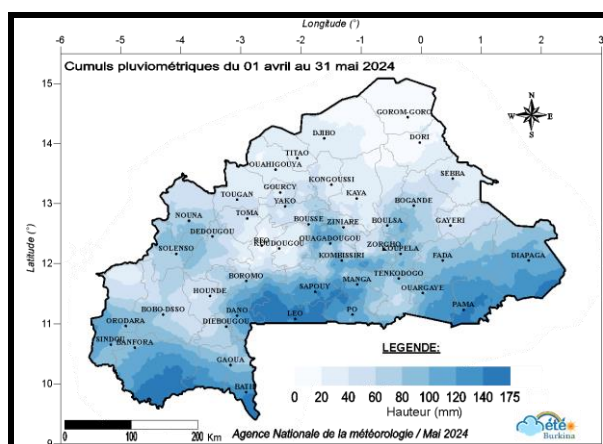 Longitude (°)
-6 -5 -4 -3 -2 -1 0 1 2 3
Cumuls pluviométriques du 01 avril au 31 mai 2024
15
N
W E
S
GOROM-GORO
DJIBO
DORI
14
TITAO
OUAHIGOUYA
KONGOUSSI
SEBBA
GOURCY
KAYA
TOUGAN
YAKO
BOGANDE
13
NOUNA
TOMA
BOUSSE
ZINIARE
BOULSA
GAYERI
DEDOUGOU
OUAGADOUGOU
ZORGHO
KOUPELA
SOLENSO
KOUDOUGOU
KOMBISSIRI
FADA
DIAPAGA
Latitude (°)
12
BOROMO
TENKODOGO
HOUNDE
SAPOUY
MANGA
OUARGAYE
BOBO-DSSO
DANO
LEO
PO
PAMA
11
ORODARA
DIEBOUGOU
SINDOU
BANFORA
GAOUA
LEGENDE:
10
BATIE
0 20 40 60 80 100 120 140 175
Hauteur (mm)
0 100 200
Km
Agence Nationale de la météorologie / Mai 2024
météo
Burkina
9